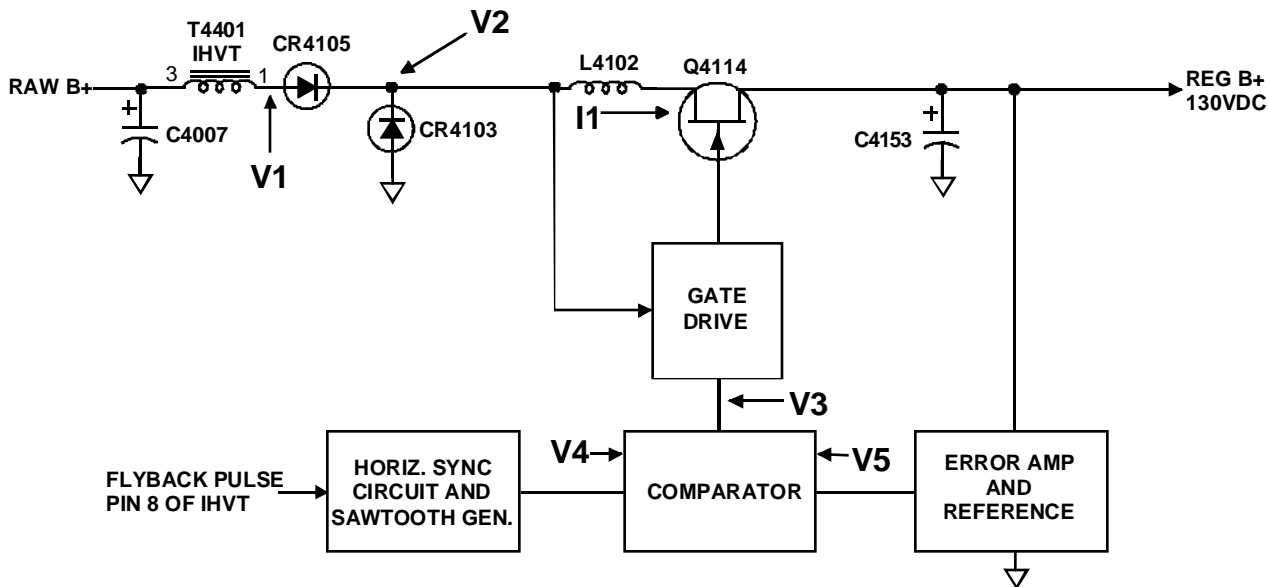 T4401
IHVT
CR4105
V2
L4102
Q4114
RAW B+
3
1
REG B+
130VDC
+
C4007
CR4103
I1
+
C4153
V1
GATE
DRIVE
V3
V4
V5
FLYBACK PULSE
PIN 8 OF IHVT
HORIZ. SYNC
CIRCUIT AND
SAWTOOTH GEN.
COMPARATOR
ERROR AMP
AND
REFERENCE